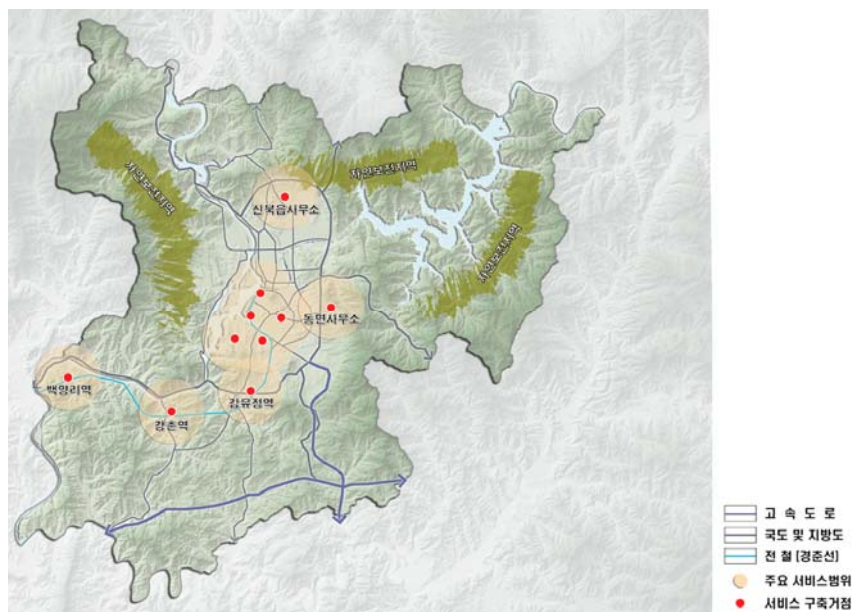 자연보전지역
자연보전지역
자연보전지역
신북읍사무소
동면사무소
백양리역
강촌역
김유정역
고 속 도 로
국도 및 지방도
전 철 (경춘선)
주요 서비스범위
서비스 구축거점